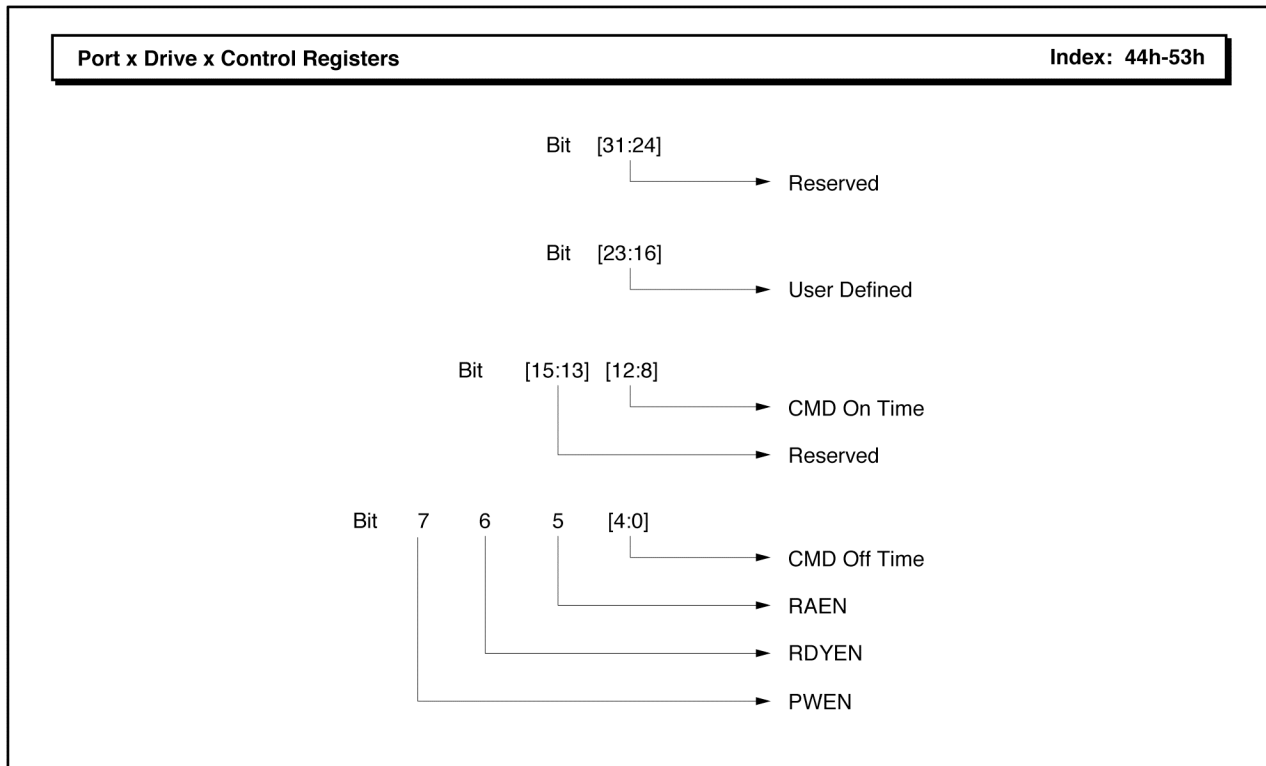 Port x Drive x Control Registers Index: 44h-53h
Bit [31:24]
Reserved
Bit [23:16]
User Defined
Bit [15:13] [12:8]
CMD On Time
Reserved
Bit 7 6 5 [4:0]
CMD Off Time
RAEN
RDYEN
PWEN